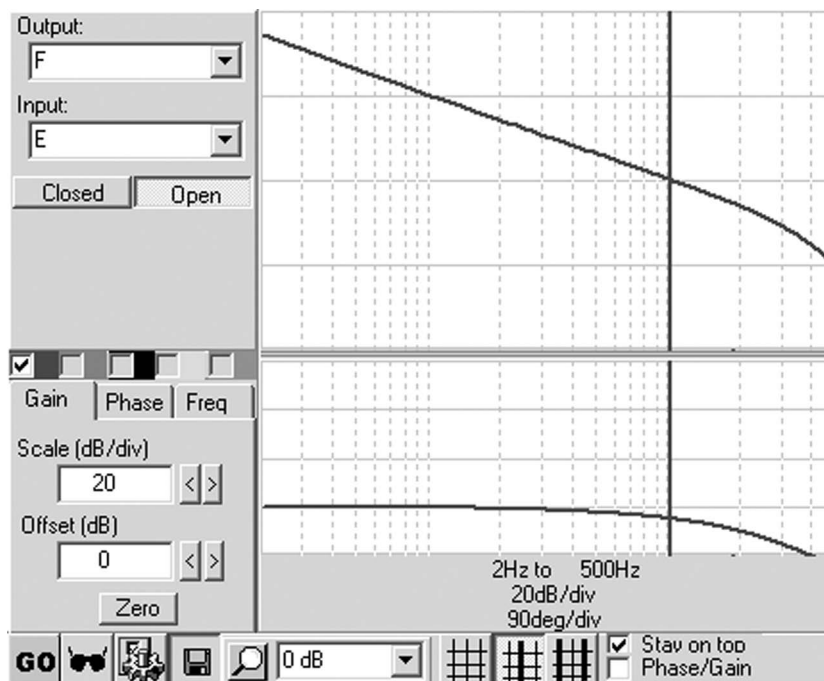 Output:
F
Input:
E
Closed
Open
Gain
Phase
Freq
Scale (dB/div)
20
< >
Offset (dB)
0
< >
Zero
2Hz to 500Hz
20dB/div
90deg/div
GO
0 dB
Stay on top
Phase/Gain